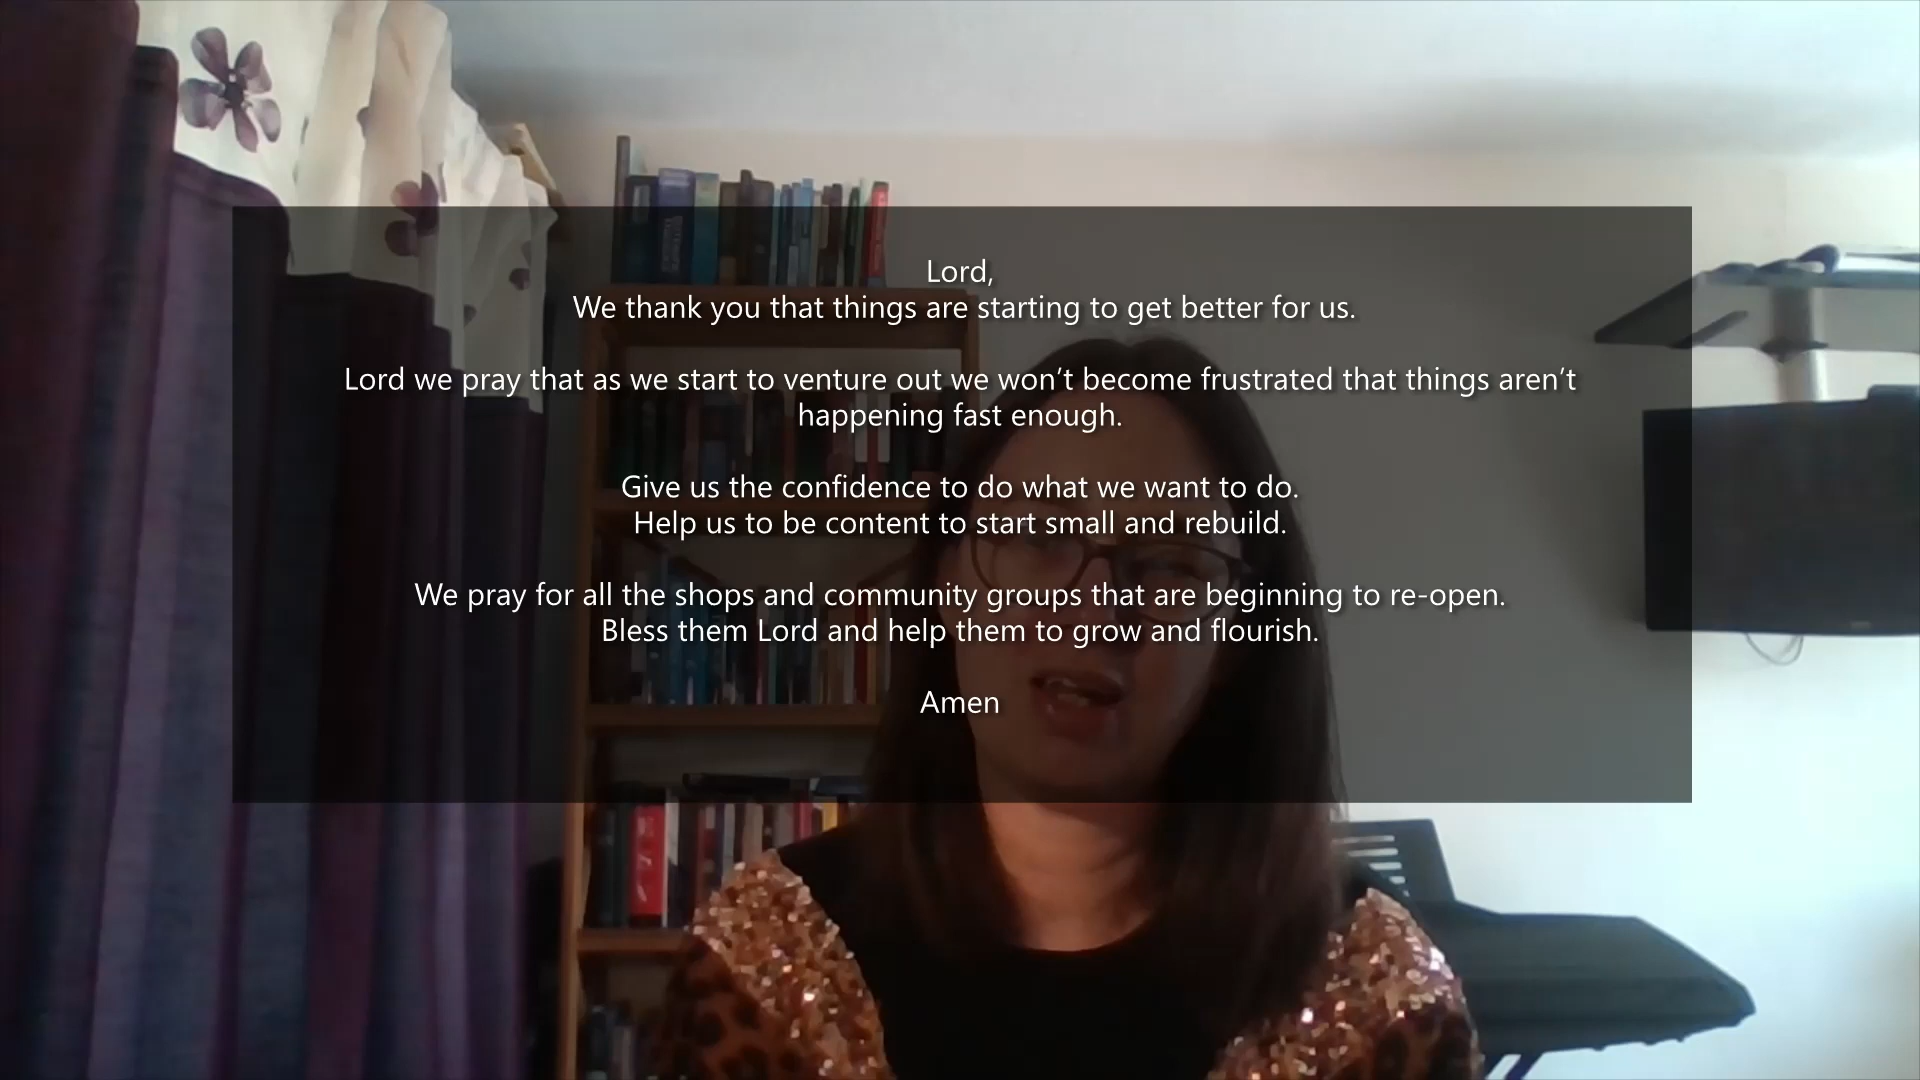 Lord,
We thank you that things are starting to get better for us.
Lord we pray that as we start to venture out we won’t become frustrated that things aren’t
happening fast enough.
Give us the confidence to do what we want to do.
Help us to be content to start small and rebuild.
We pray for all the shops and community groups that are beginning to re-open.
Bless them Lord and help them to grow and flourish.
Amen